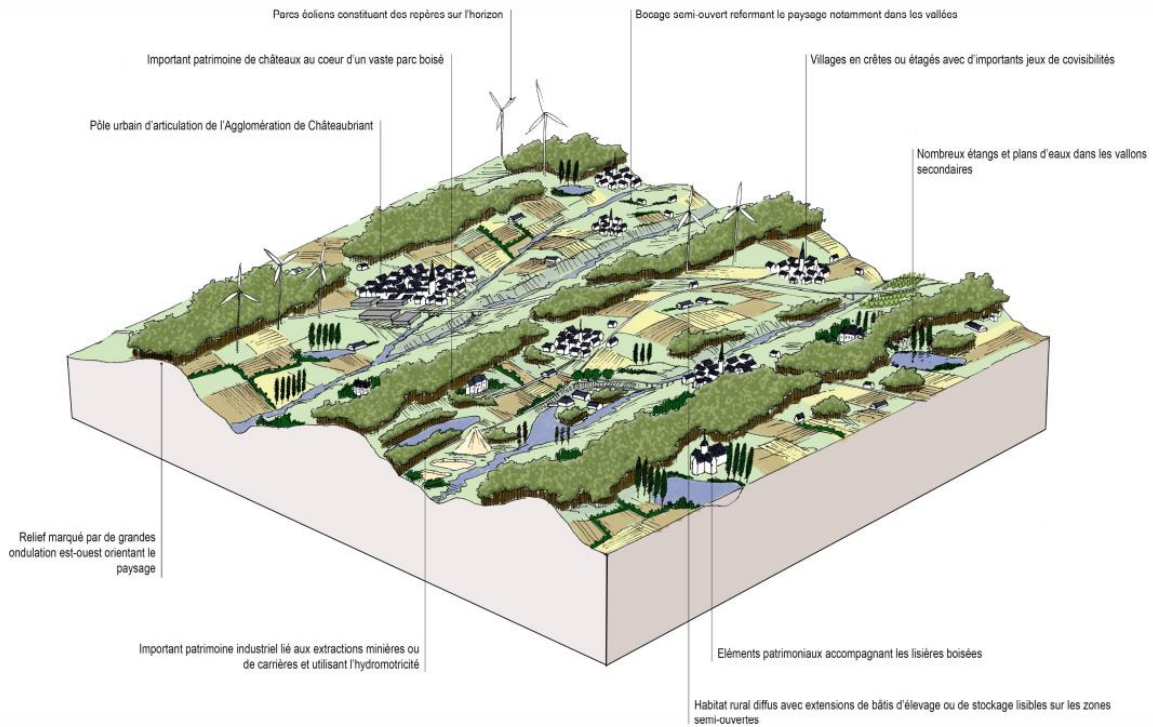 Parcs éoliens constituant des repères sur l'horizon
Bocage semi-ouvert refermant le paysage notamment dans les vallées
Important patrimoine de châteaux au coeur d'un vaste parc boisé
Villages en crêtes ou étagés avec d'importants jeux de covisibilités
Pôle urbain d'articulation de l'Agglomération de Châteaubriant
Nombreux étangs et plans d'eaux dans les vallons
secondaires
Relief marqué par de grandes
ondulation est-ouest orientant le
paysage
Important patrimoine industriel lié aux extractions minières ou
de carrières et utilisant l'hydromotricité
Eléments patrimoniaux accompagnant les lisières boisées
Habitat rural diffus avec extensions de bâtis d'élevage ou de stockage lisibles sur les zones
semi-ouvertes